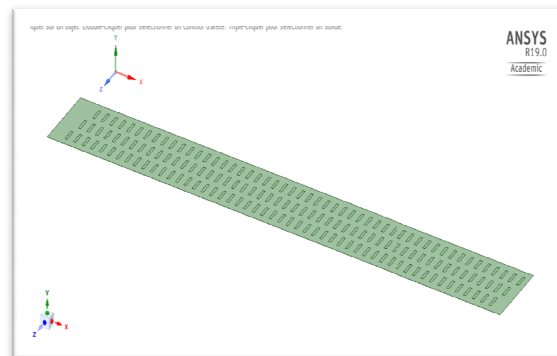 iquer sur un objet. Double-cliquer pour sélectionner un contour d'arête. Triple-cliquer pour sélectionner un solide.
ANSYS
R19.0
Academic
Y
X
Z
Y
X
Z